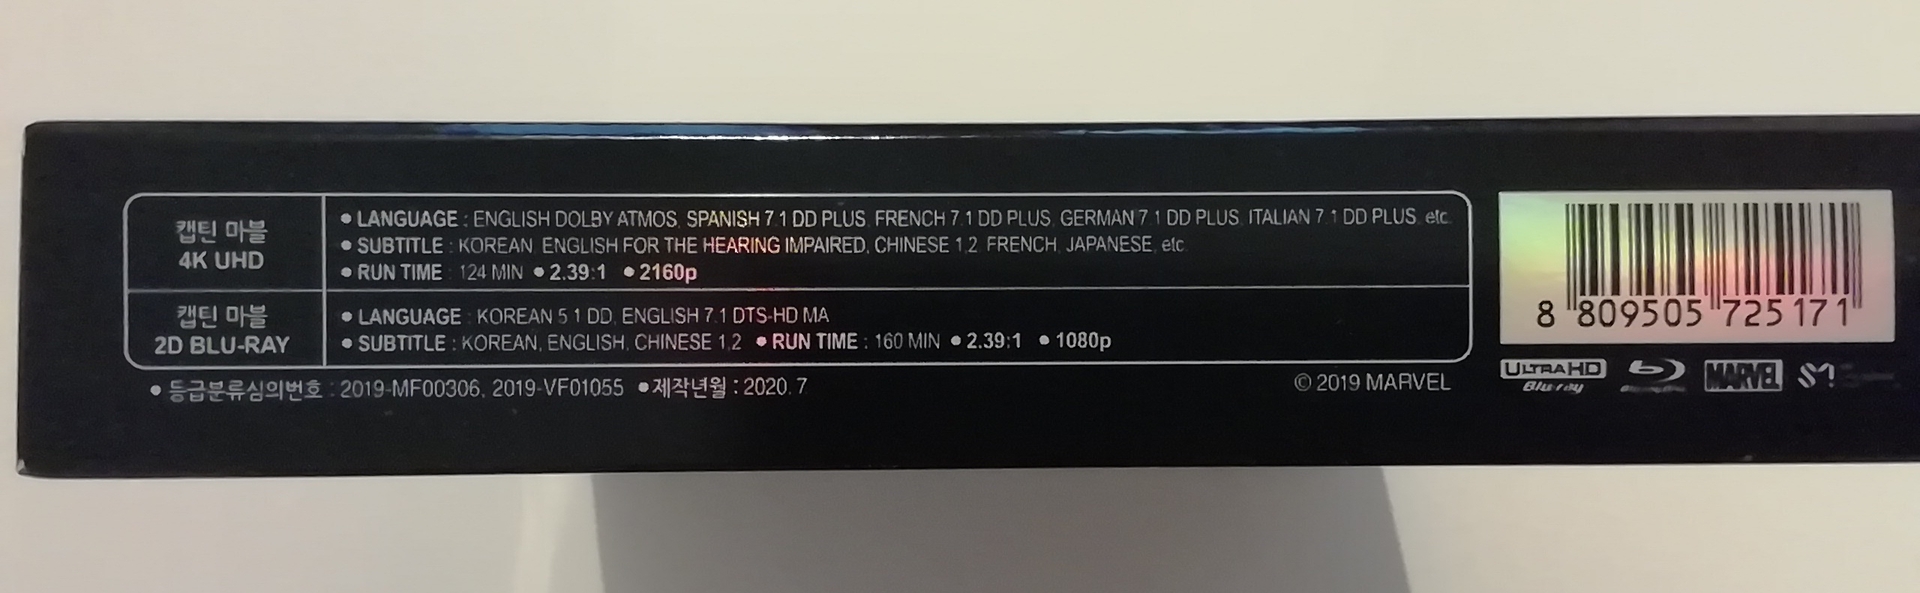 캡틴 마블
4K UHD
● LANGUAGE : ENGLISH DOLBY ATMOS, SPANISH 7.1 DD PLUS, FRENCH 7.1 DD PLUS, GERMAN 7.1 DD PLUS, ITALIAN 7.1 DD PLUS, etc.
● SUBTITLE : KOREAN, ENGLISH FOR THE HEARING IMPAIRED, CHINESE 1,2, FRENCH, JAPANESE, etc.
● RUN TIME : 124 MIN ● 2.39:1 ● 2160p
캡틴 마블
2D BLU-RAY
● LANGUAGE : KOREAN 5.1 DD, ENGLISH 7.1 DTS-HD MA
● SUBTITLE : KOREAN, ENGLISH, CHINESE 1,2 ● RUN TIME : 160 MIN ● 2.39:1 ● 1080p
● 등급분류심의번호 : 2019-MF00306, 2019-VF01055 ● 제작년월 : 2020. 7
© 2019 MARVEL
8 809505 725171
ULTRA HD
Blu-ray
MARVEL